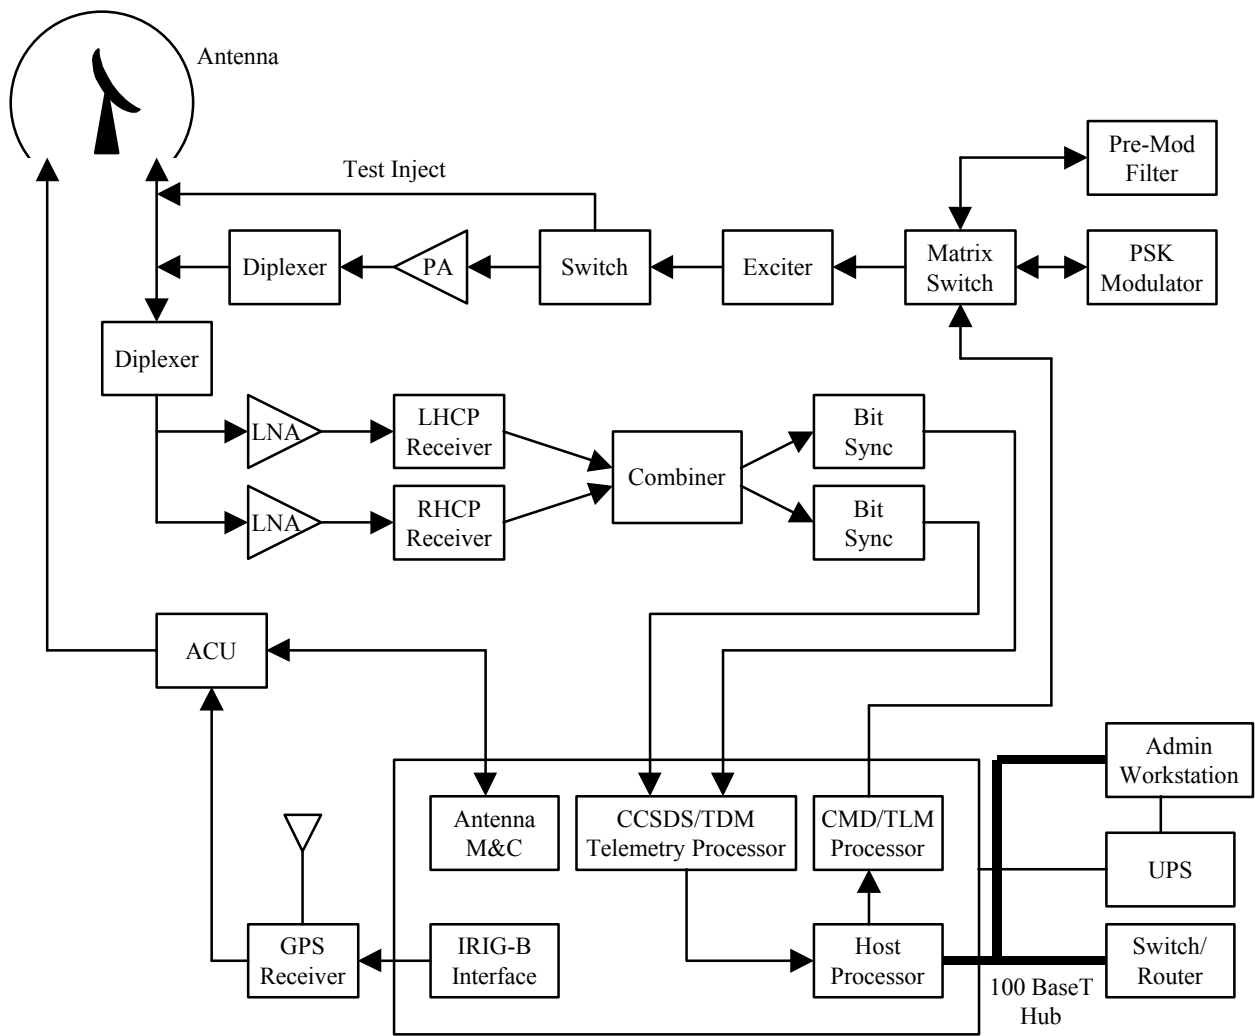 Antenna
Test Inject
Pre-Mod
Filter
Diplexer
PA
Switch
Exciter
Matrix
Switch
PSK
Modulator
Diplexer
LNA
LHCP
Receiver
Combiner
Bit
Sync
LNA
RHCP
Receiver
Bit
Sync
ACU
Admin
Workstation
Antenna
M&C
CCSDS/TDM
Telemetry Processor
CMD/TLM
Processor
UPS
GPS
Receiver
IRIG-B
Interface
Host
Processor
Switch/
Router
100 BaseT
Hub